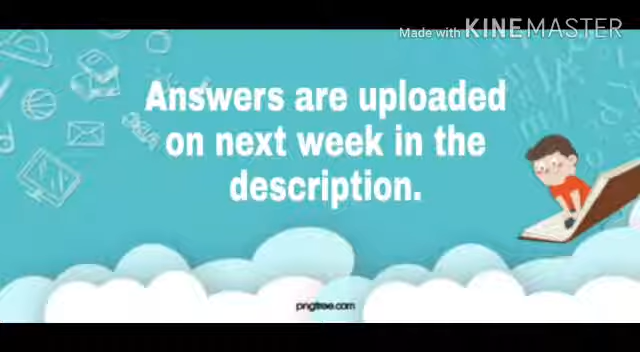 Made with KINEMASTER
Answers are uploaded
on next week in the
description.
pngtree.com